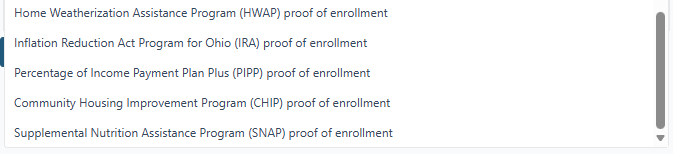 Home Weatherization Assistance Program (HWAP) proof of enrollment
Inflation Reduction Act Program for Ohio (IRA) proof of enrollment
Percentage of Income Payment Plan Plus (PIPP) proof of enrollment
Community Housing Improvement Program (CHIP) proof of enrollment
Supplemental Nutrition Assistance Program (SNAP) proof of enrollment